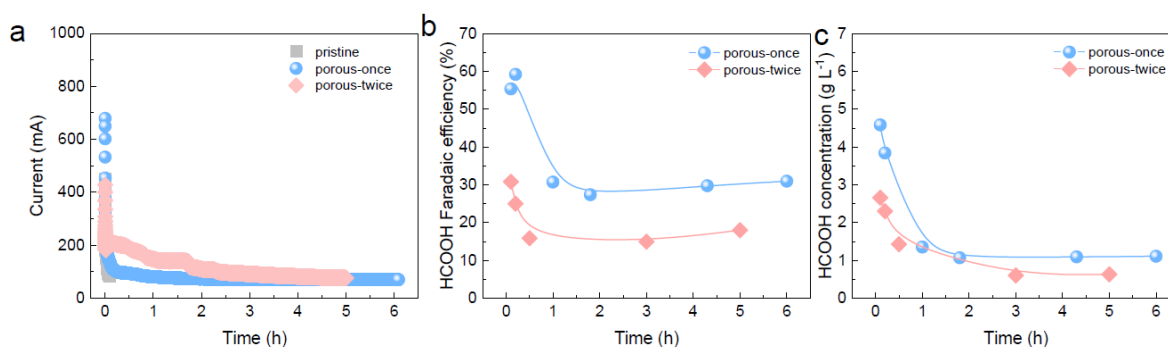 a
1000
800
600
400
200
0
Current (mA)
0 1 2 3 4 5 6
Time (h)
pristine
porous-once
porous-twice
b
70
60
50
40
30
20
10
0
HCOOH Faradaic efficiency (%)
0 1 2 3 4 5 6
Time (h)
porous-once
porous-twice
c
7
6
5
4
3
2
1
0
HCOOH concentration (g L⁻¹)
0 1 2 3 4 5 6
Time (h)
porous-once
porous-twice